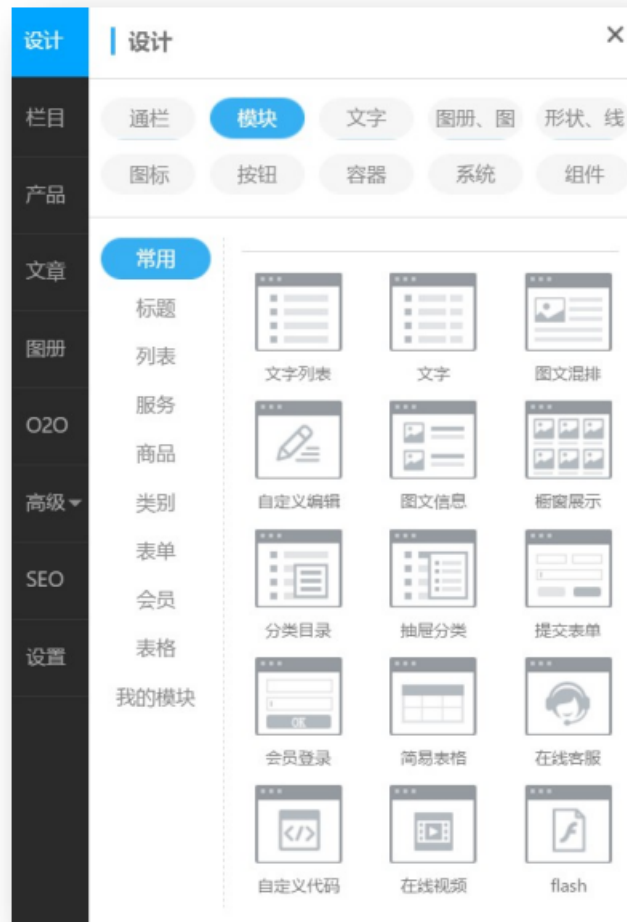 设计
栏目
产品
文章
图册
O2O
高级
SEO
设置
设计
×
通栏 模块 文字 图册、图 形状、线
图标 按钮 容器 系统 组件
常用
标题
列表
服务
商品
类别
表单
会员
表格
我的模块
文字列表 文字 图文混排
自定义编辑 图文信息 橱窗展示
分类目录 抽屉分类 提交表单
OK
会员登录 简易表格 在线客服
</>
自定义代码 在线视频 flash